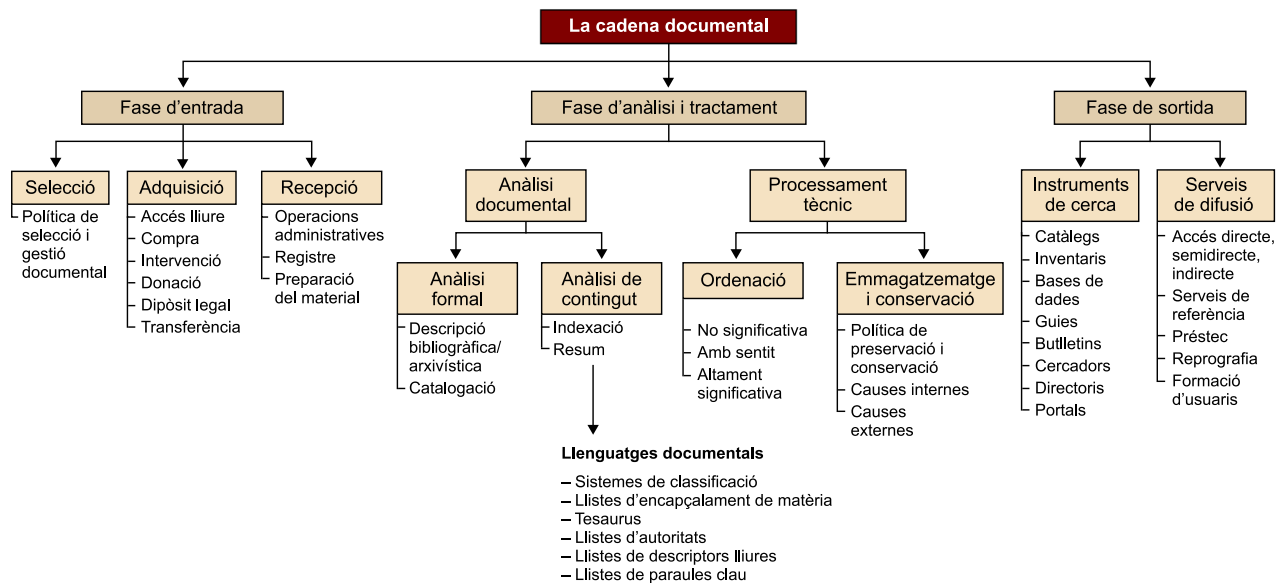 La cadena documental
Fase d'entrada
Fase d'anàlisi i tractament
Fase de sortida
Selecció
Política de
selecció i
gestió
documental
Adquisició
Accés lliure
Compra
Intervenció
Donació
Dipòsit legal
Transferència
Recepció
Operacions
administratives
Registre
Preparació
del material
Anàlisi
documental
Processament
tècnic
Anàlisi
formal
Descripció
bibliogràfica/
arxivística
Catalogació
Anàlisi de
contingut
Indexació
Resum
Ordenació
No significativa
Amb sentit
Altament
significativa
Emmagatzematge
i conservació
Política de
preservació i
conservació
Causes internes
Causes
externes
Instruments
de cerca
Catàlegs
Inventaris
Bases de
dades
Guies
Butlletins
Cercadors
Directoris
Portals
Serveis
de difusió
Accés directe,
semidirecte,
indirecte
Serveis de
referència
Préstec
Reprografia
Formació
d'usuaris
Llenguatges documentals
– Sistemes de classificació
– Llistes d'encapçalament de matèria
– Tesaurus
– Llistes d'autoritats
– Llistes de descriptors lliures
– Llistes de paraules clau